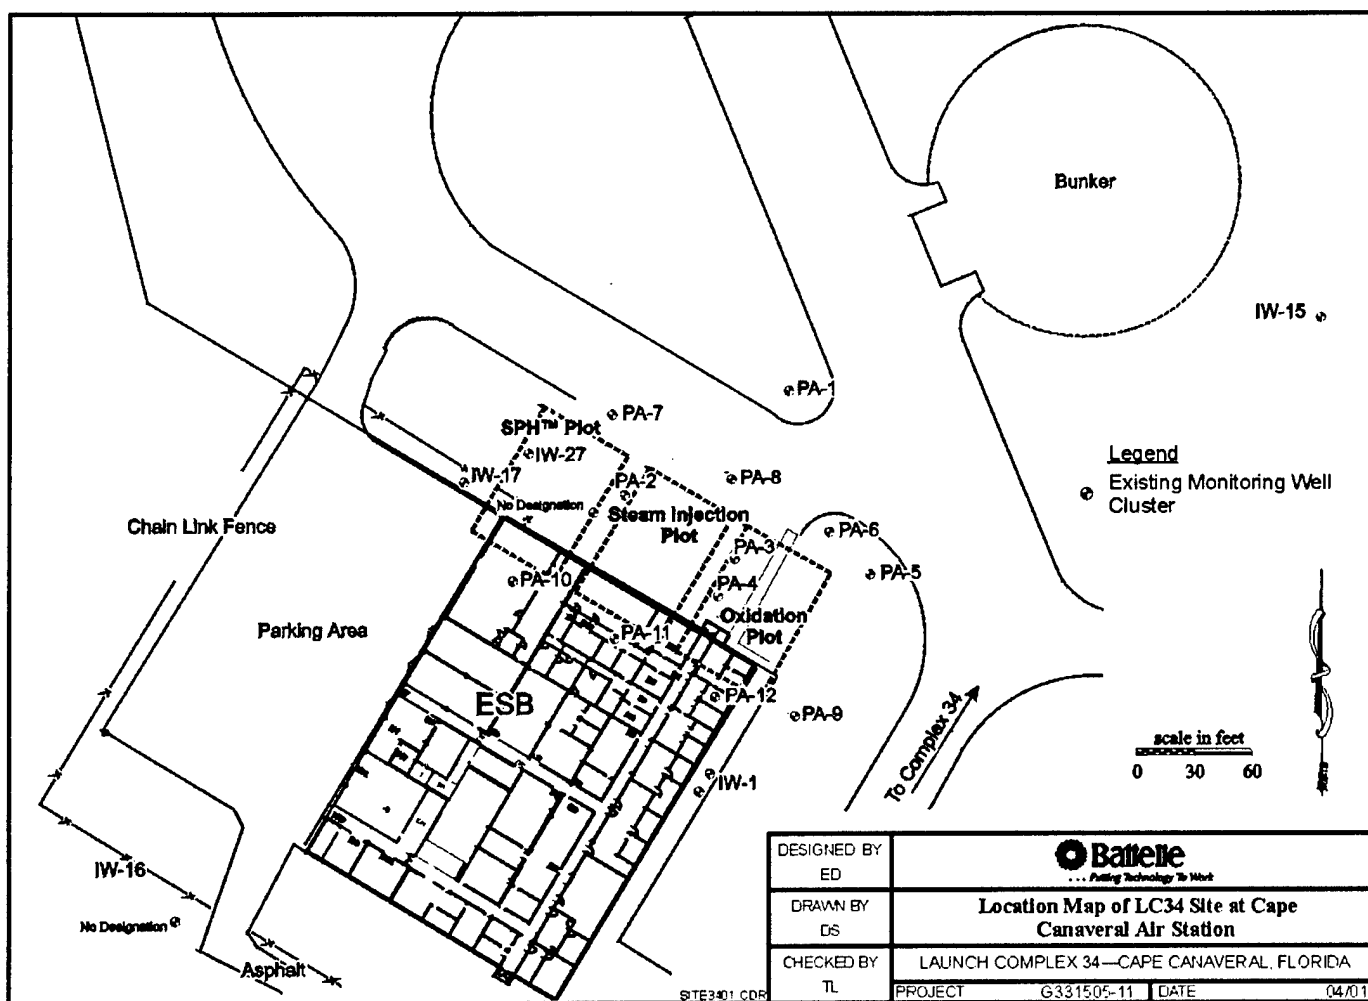 Bunker
IW-15
PA-1
PA-7
SPH™ Plot
IW-27
IW-17
PA-2
PA-8
No Designation
Steam Injection
Plot
Legend
Existing Monitoring Well
Cluster
Chain Link Fence
PA-6
PA-3
PA-5
PA-10
PA-4
Oxidation
Plot
Parking Area
PA-11
ESB
PA-12
PA-9
To Complex 34
scale in feet
0 30 60
IW-1
IW-16
No Designation
Asphalt
SITE3401.CDR
DESIGNED BY
ED
Battelle
. . . Putting Technology To Work
DRAWN BY
DS
Location Map of LC34 Site at Cape
Canaveral Air Station
CHECKED BY
TL
LAUNCH COMPLEX 34—CAPE CANAVERAL, FLORIDA
PROJECT G331505-11 DATE 04/01